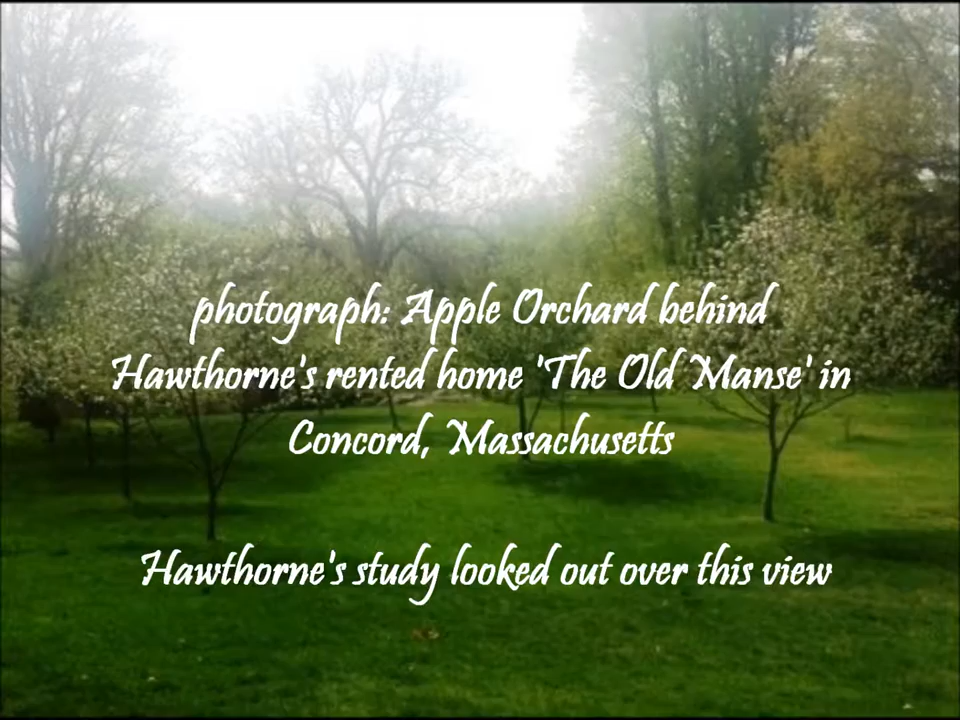 photograph: Apple Orchard behind
Hawthorne's rented home 'The Old Manse' in
Concord, Massachusetts
Hawthorne's study looked out over this view